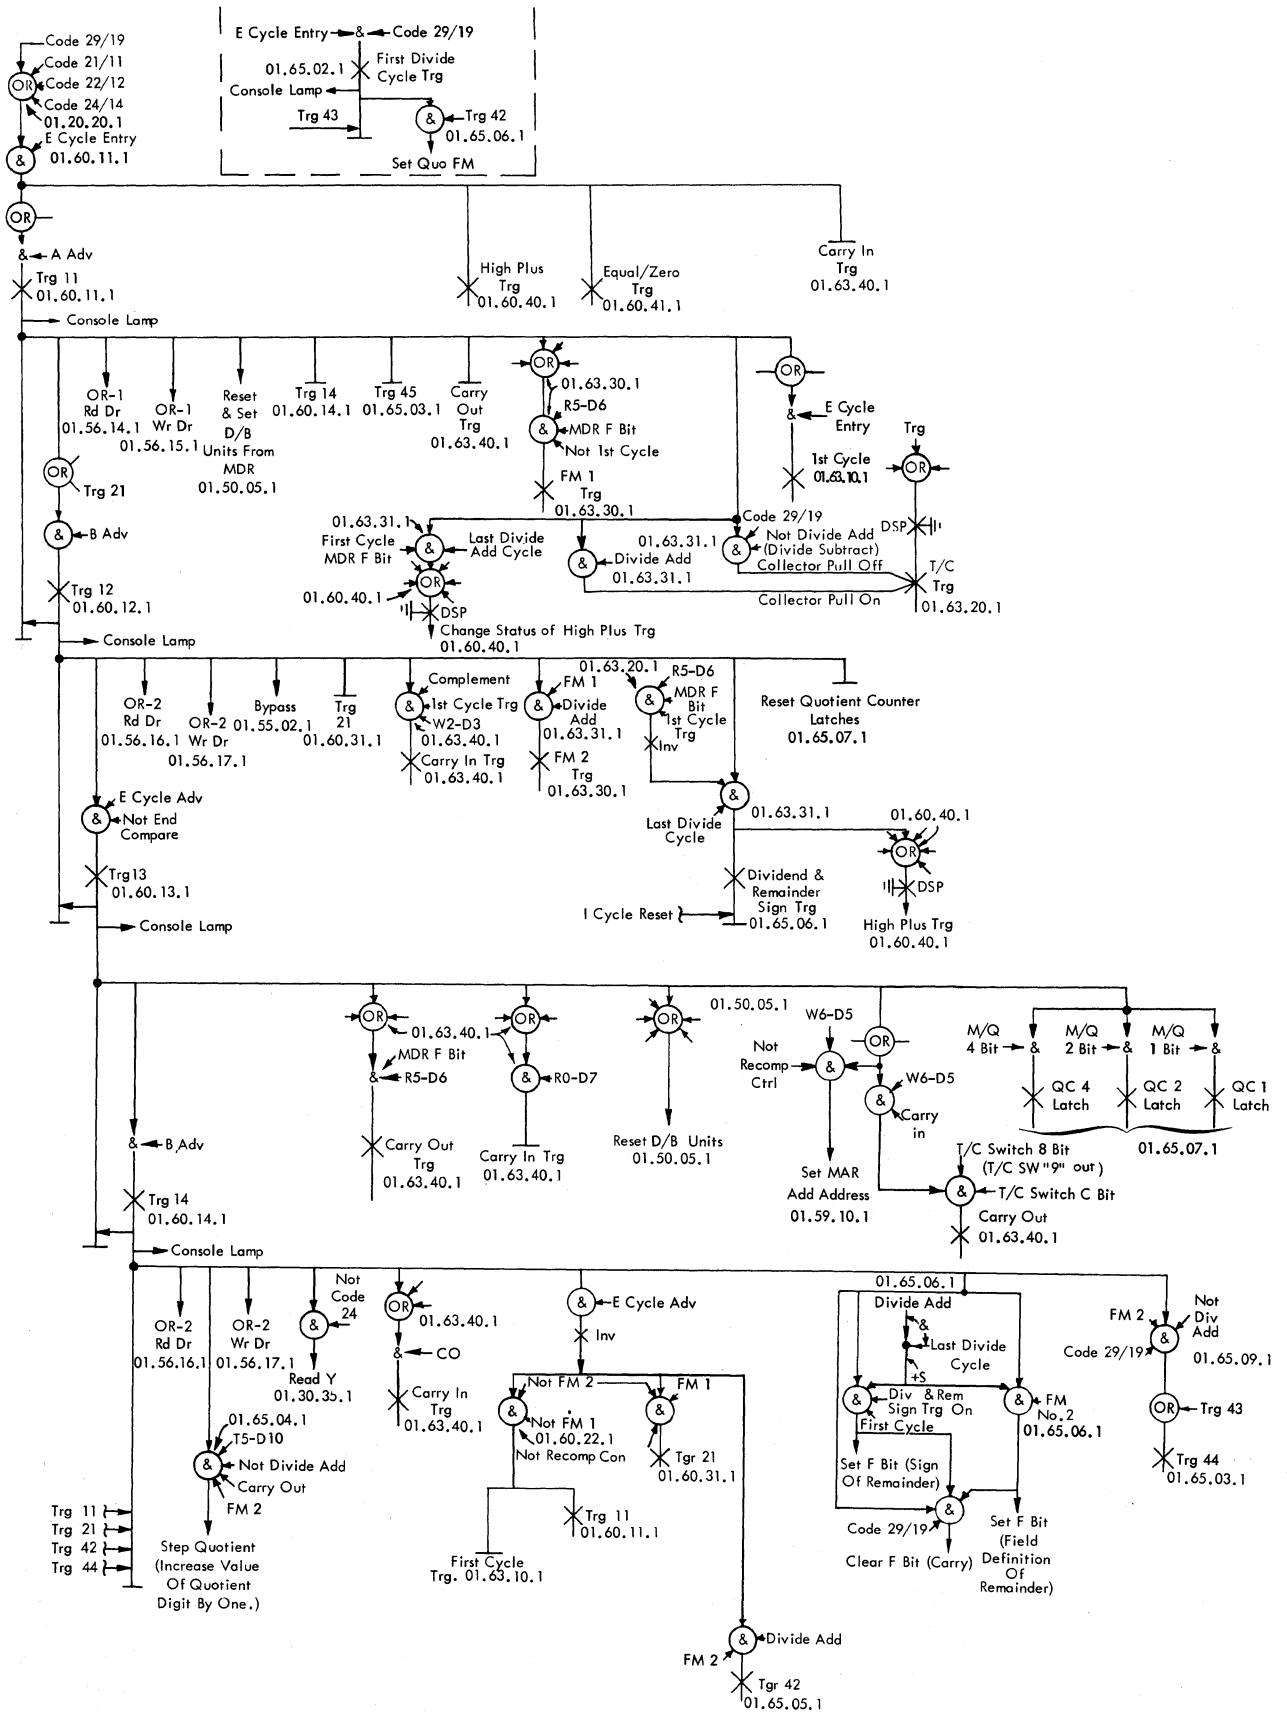 Code 29/19
Code 21/11
OR
Code 22/12
Code 24/14
01.20.20.1
E Cycle Entry
&
01.60.11.1
E Cycle Entry
&
Code 29/19
01.65.02.1
First Divide
Cycle Trg
Console Lamp
Trg 43
&
Trg 42
01.65.06.1
Set Quo FM
OR
&
A Adv
Trg 11
01.60.11.1
Console Lamp
High Plus
Trg
01.60.40.1
Equal/Zero
Trg
01.60.41.1
Carry In
Trg
01.63.40.1
OR-1
Rd Dr
01.56.14.1
OR-1
Wr Dr
01.56.15.1
Reset
& Set
D/B
Units From
MDR
01.50.05.1
Trg 14
01.60.14.1
Trg 45
01.65.03.1
Carry
Out
Trg
01.63.40.1
OR
01.63.30.1
R5-D6
&
MDR F Bit
Not 1st Cycle
FM 1
Trg
01.63.30.1
OR
&
E Cycle
Entry
1st Cycle
01.63.10.1
Trg
OR
DSP
T/C
Trg
01.63.20.1
OR
Trg 21
&
B Adv
Trg 12
01.60.12.1
Console Lamp
01.63.31.1
First Cycle
MDR F Bit
&
Last Divide
Add Cycle
OR
01.60.40.1
DSP
Change Status of High Plus Trg
01.60.40.1
&
Divide Add
01.63.31.1
Code 29/19
01.63.31.1
&
Not Divide Add
(Divide Subtract)
Collector Pull Off
Collector Pull On
OR-2
Rd Dr
01.56.16.1
OR-2
Wr Dr
01.56.17.1
Bypass
01.55.02.1
Trg
21
01.60.31.1
Complement
&
1st Cycle Trg
W2-D3
01.63.40.1
Carry In Trg
01.63.40.1
FM 1
&
Divide
Add
01.63.31.1
FM 2
Trg
01.63.30.1
01.63.20.1
R5-D6
&
MDR F
Bit
1st Cycle
Trg
Inv
Reset Quotient Counter
Latches
01.65.07.1
&
01.63.31.1
Last Divide
Cycle
01.60.40.1
OR
DSP
High Plus Trg
01.60.40.1
Dividend &
Remainder
Sign Trg
01.65.06.1
I Cycle Reset
E Cycle Adv
&
Not End
Compare
Trg13
01.60.13.1
Console Lamp
OR
01.63.40.1
MDR F Bit
&
R5-D6
Carry Out
Trg
01.63.40.1
OR
&
R0-D7
Carry In Trg
01.63.40.1
OR
Reset D/B Units
01.50.05.1
01.50.05.1
W6-D5
Not
Recomp
Ctrl
&
Set MAR
Add Address
01.59.10.1
OR
W6-D5
&
Carry
in
M/Q
4 Bit
&
M/Q
2 Bit
&
M/Q
1 Bit
&
QC 4
Latch
QC 2
Latch
QC 1
Latch
01.65.07.1
T/C Switch 8 Bit
(T/C SW "9" out)
&
T/C Switch C Bit
Carry Out
01.63.40.1
&
B Adv
Trg 14
01.60.14.1
Console Lamp
OR-2
Rd Dr
01.56.16.1
OR-2
Wr Dr
01.56.17.1
Not
Code
24
&
Read Y
01.30.35.1
OR
01.63.40.1
&
CO
Carry In
Trg
01.63.40.1
&
E Cycle Adv
Inv
Not FM 2
FM 1
&
Not FM 1
01.60.22.1
Not Recomp Con
&
Tgr 21
01.60.31.1
Trg 11
01.60.11.1
First Cycle
Trg. 01.63.10.1
01.65.04.1
T5-D10
&
Not Divide Add
Carry Out
FM 2
Step Quotient
(Increase Value
Of Quotient
Digit By One.)
Trg 11
Trg 21
Trg 42
Trg 44
01.65.06.1
Divide Add
&
Last Divide
Cycle
+S
&
Div & Rem
Sign Trg On
First Cycle
&
FM
No.2
01.65.06.1
Set F Bit (Sign
Of Remainder)
&
Code 29/19
Clear F Bit (Carry)
Set F Bit
(Field
Definition
Of
Remainder)
FM 2
Not
Div
Add
Code 29/19
&
01.65.09.1
OR
Trg 43
Trg 44
01.65.03.1
&
Divide Add
FM 2
Tgr 42
01.65.05.1